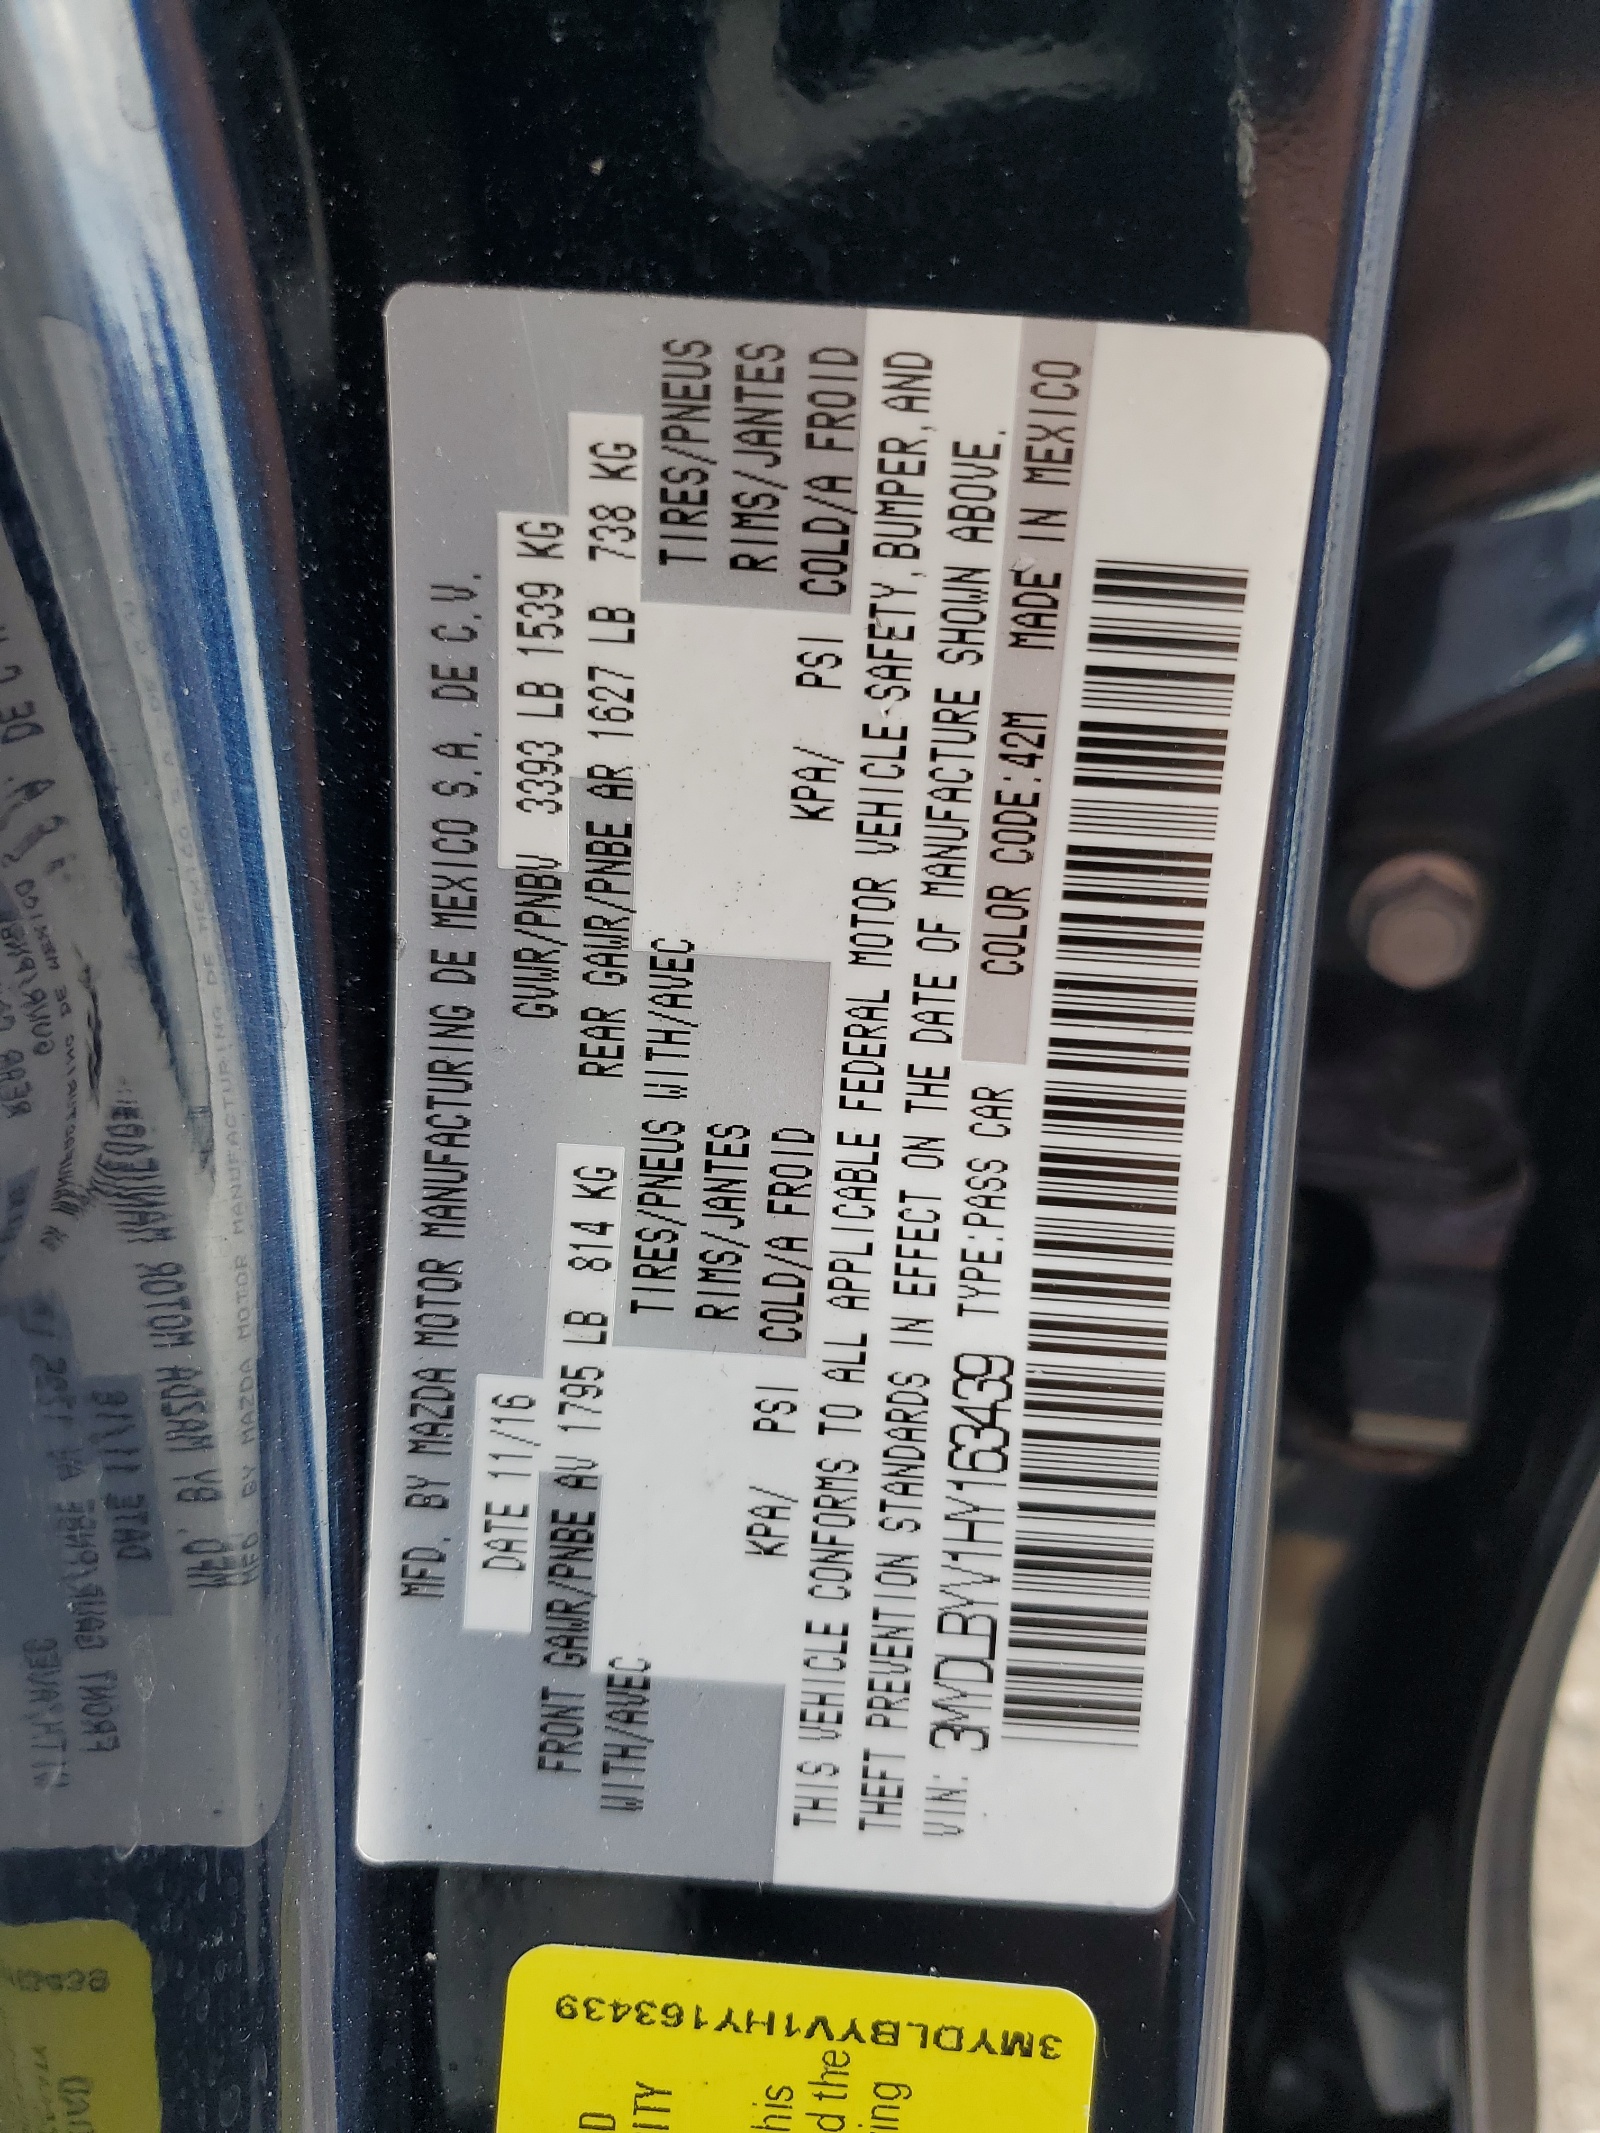 MFD. BY MAZDA MOTOR MANUFACTURING DE MEXICO S.A. DE C.V.
DATE 11/16 GVWR/PNBV 3393 LB 1539 KG
FRONT GAWR/PNBE AV 1795 LB 814 KG REAR GAWR/PNBE AR 1627 LB 738 KG
WITH/AVEC TIRES/PNEUS WITH/AVEC TIRES/PNEUS
RIMS/JANTES RIMS/JANTES
KPA/ PSI COLD/A FROID KPA/ PSI COLD/A FROID
THIS VEHICLE CONFORMS TO ALL APPLICABLE FEDERAL MOTOR VEHICLE SAFETY,BUMPER,AND
THEFT PREVENTION STANDARDS IN EFFECT ON THE DATE OF MANUFACTURE SHOWN ABOVE.
VIN: 3MYDLBYV1HY163439 TYPE:PASS CAR COLOR CODE:42M MADE IN MEXICO
3MYDLBYV1HY163439
D
ITY
his
d the
ing